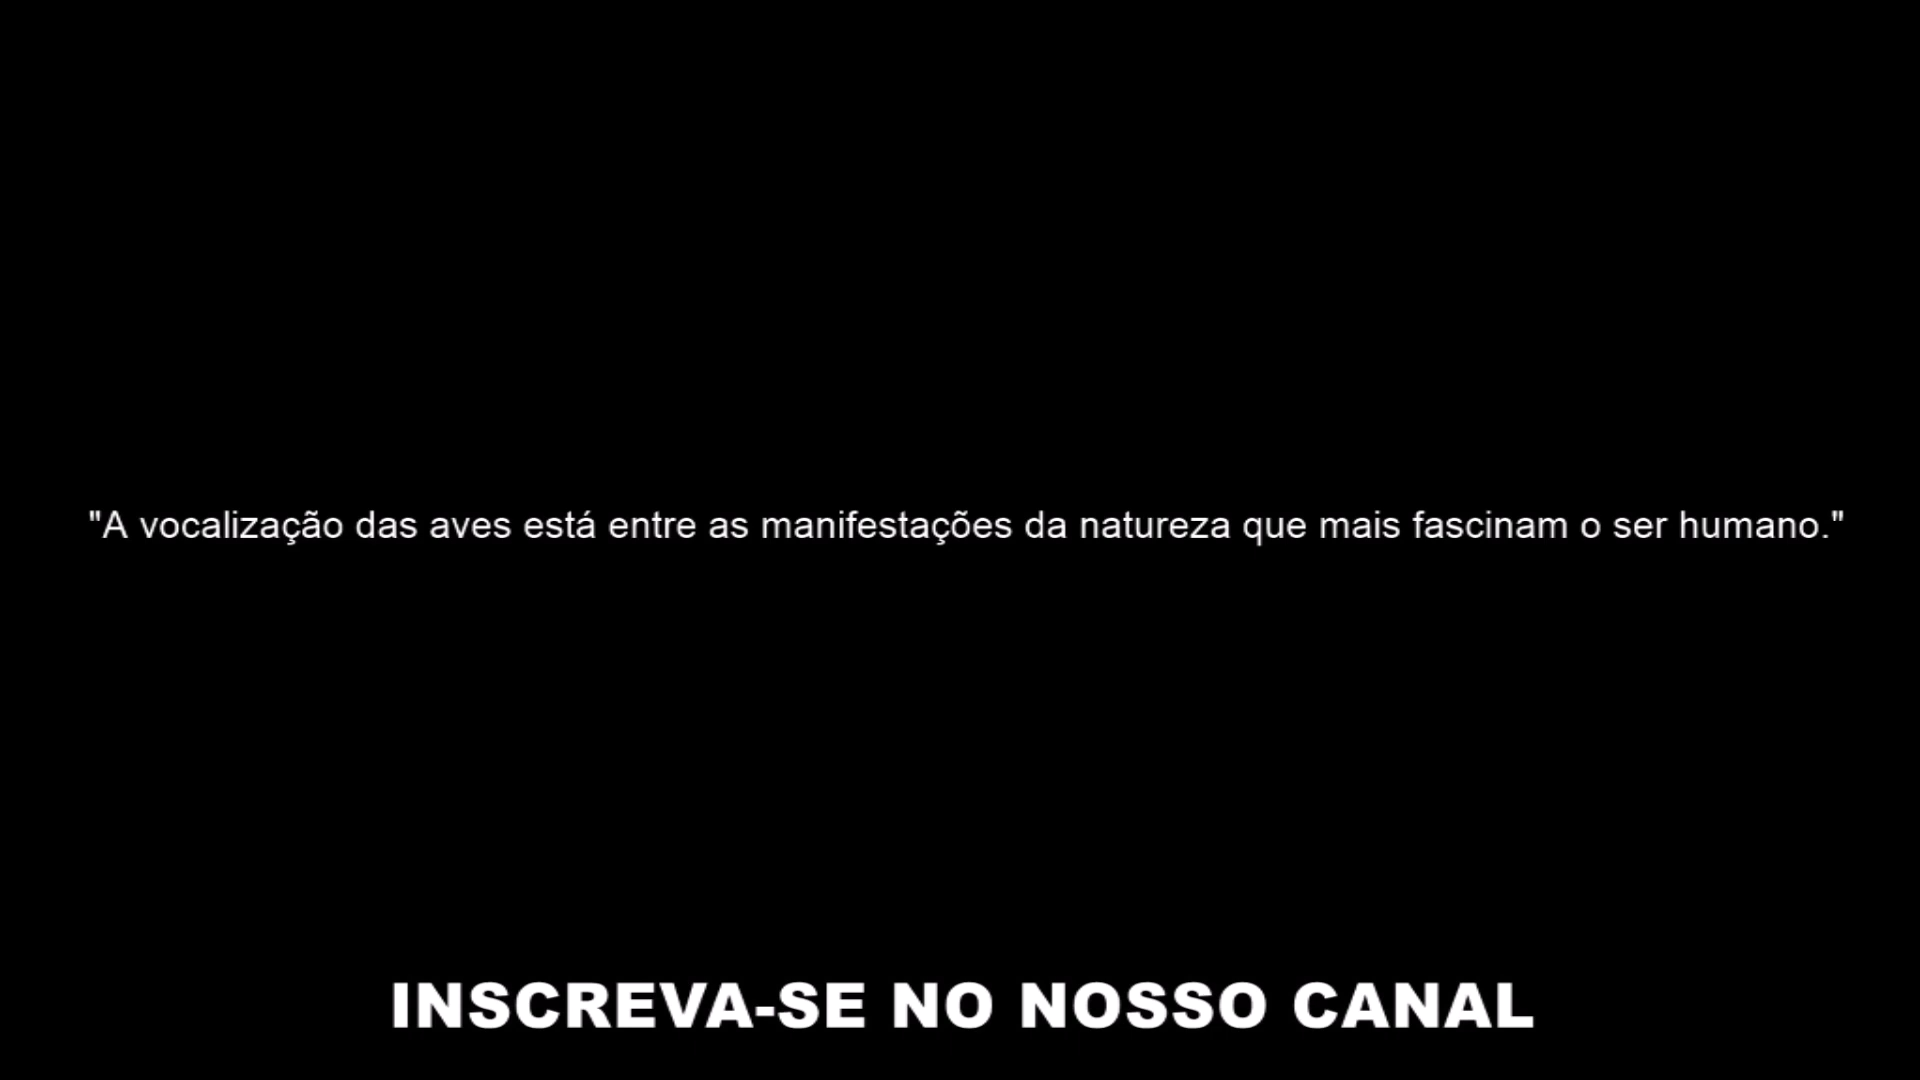 "A vocalização das aves está entre as manifestações da natureza que mais fascinam o ser humano."
INSCREVA-SE NO NOSSO CANAL